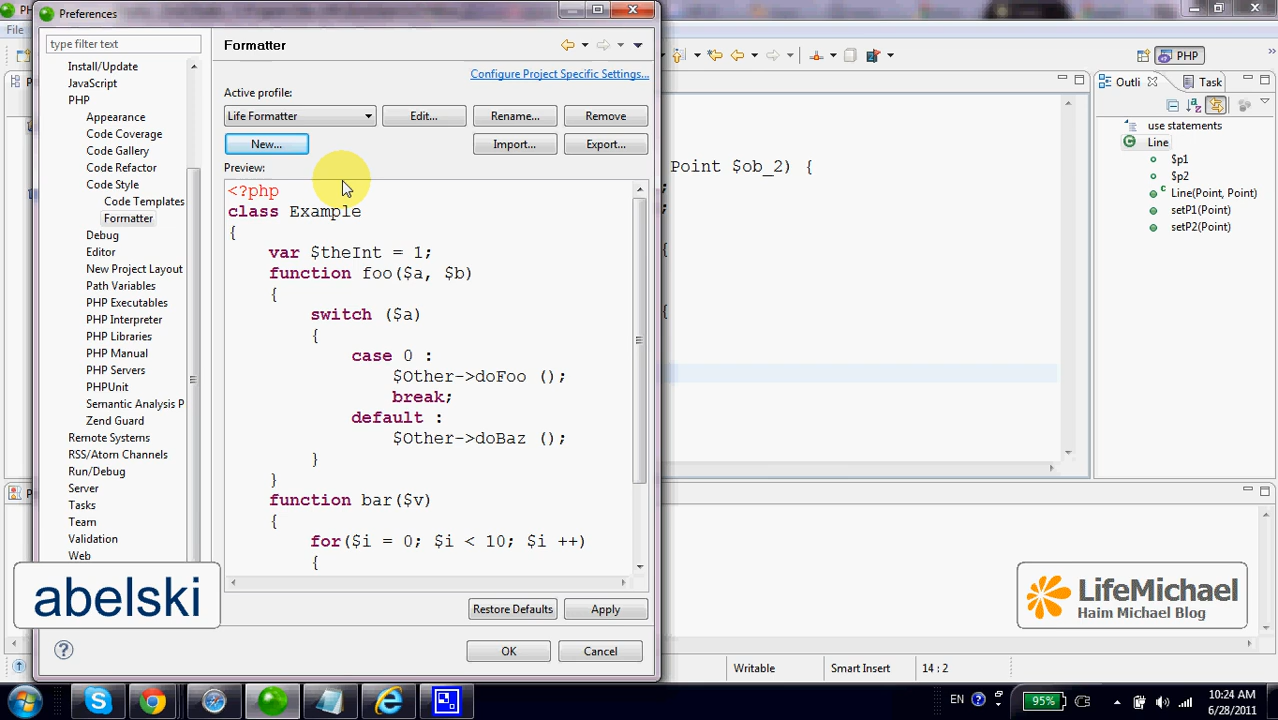 Preferences
type filter text
Install/Update
JavaScript
PHP
Appearance
Code Coverage
Code Gallery
Code Refactor
Code Style
Code Templates
Formatter
Debug
Editor
New Project Layout
Path Variables
PHP Executables
PHP Interpreter
PHP Libraries
PHP Manual
PHP Servers
PHPUnit
Semantic Analysis P
Zend Guard
Remote Systems
RSS/Atom Channels
Run/Debug
Server
Tasks
Team
Validation
Web
Formatter
Configure Project Specific Settings...
Active profile:
Life Formatter
Edit...
Rename...
Remove
New...
Import...
Export...
Preview:
<?php
class Example
{
var $theInt = 1;
function foo($a, $b)
{
switch ($a)
{
case 0 :
$Other->doFoo ();
break;
default :
$Other->doBaz ();
}
}
function bar($v)
{
for($i = 0; $i < 10; $i ++)
{
Restore Defaults
Apply
OK
Cancel
File
PHP
Point $ob_2) {
;
;
{
{
Outli
Task
use statements
Line
$p1
$p2
Line(Point, Point)
setP1(Point)
setP2(Point)
abelski
LifeMichael
Haim Michael Blog
Writable
Smart Insert
14 : 2
EN
95%
10:24 AM
6/28/2011